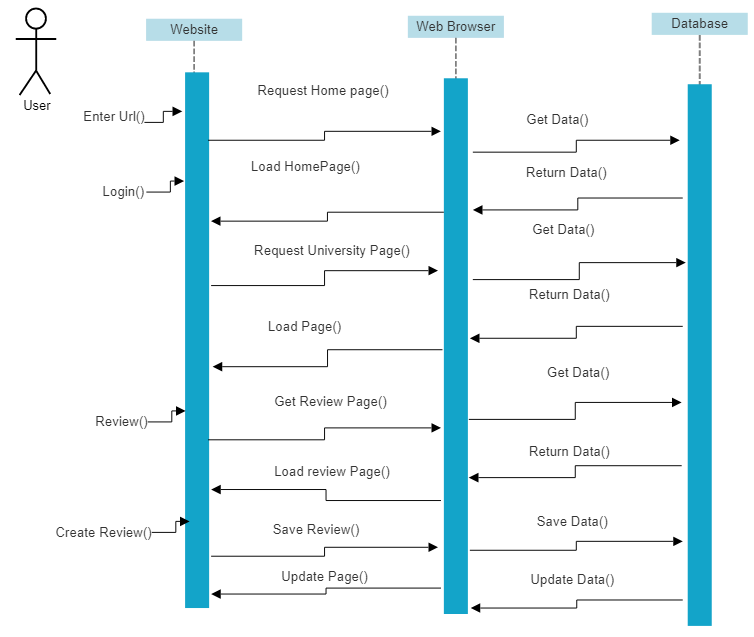 Website
Web Browser
Database
User
Enter Url()
Request Home page()
Get Data()
Load HomePage()
Return Data()
Login()
Request University Page()
Get Data()
Return Data()
Load Page()
Get Data()
Get Review Page()
Review()
Return Data()
Load review Page()
Save Data()
Create Review()
Save Review()
Update Page()
Update Data()